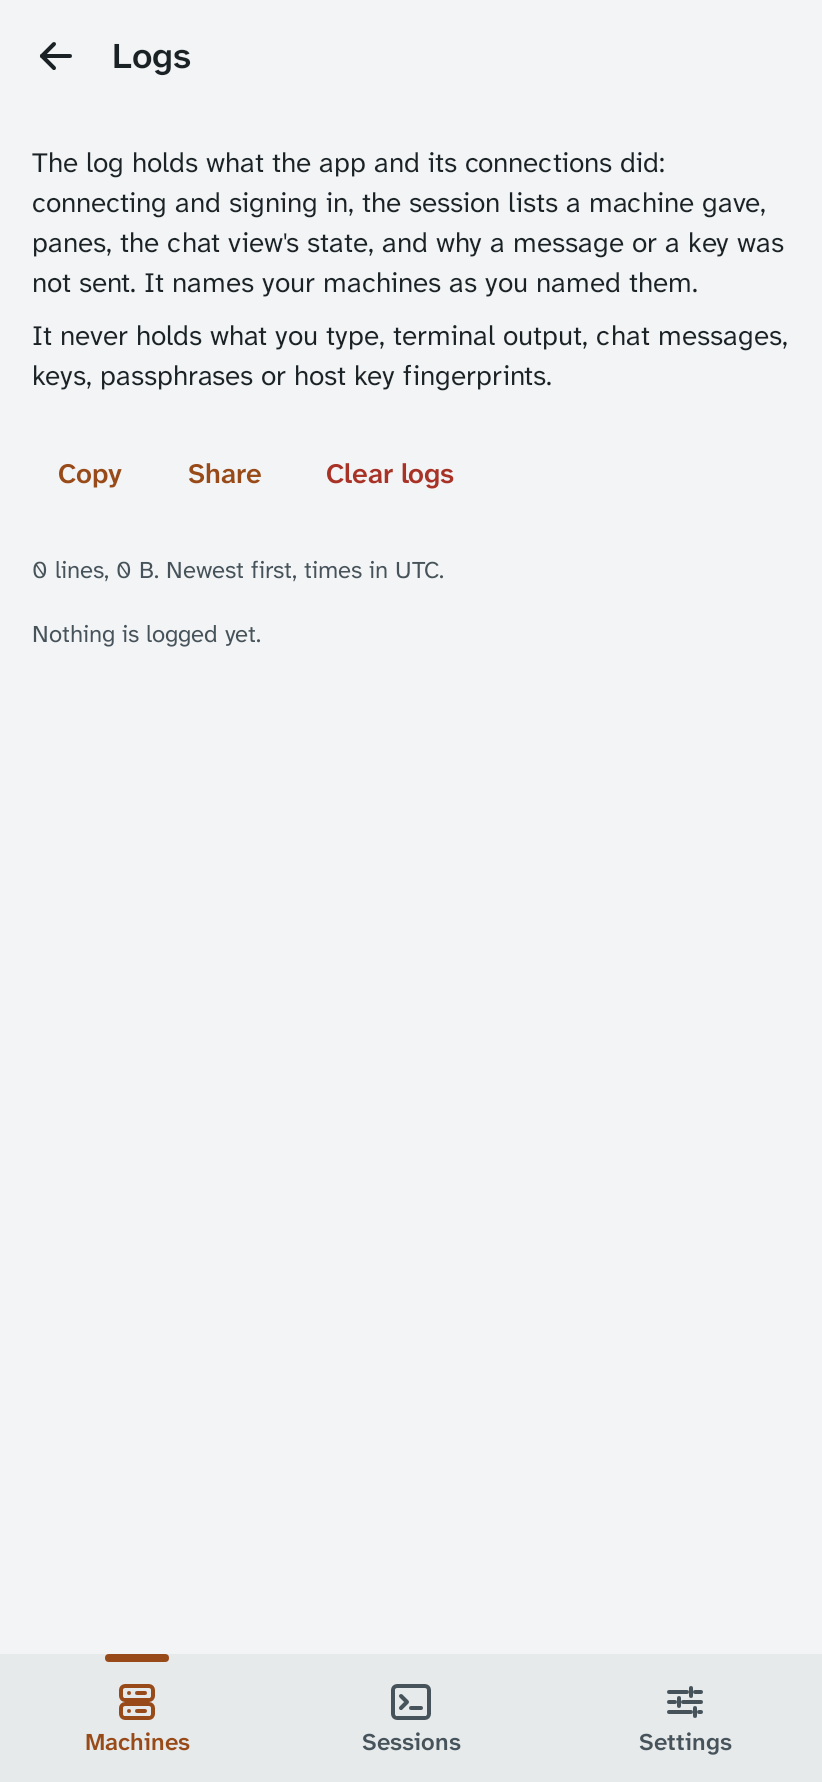 Logs
The log holds what the app and its connections did:
connecting and signing in, the session lists a machine gave,
panes, the chat view's state, and why a message or a key was
not sent. It names your machines as you named them.
It never holds what you type, terminal output, chat messages,
keys, passphrases or host key fingerprints.
Copy Share Clear logs
0 lines, 0 B. Newest first, times in UTC.
Nothing is logged yet.
Machines Sessions Settings